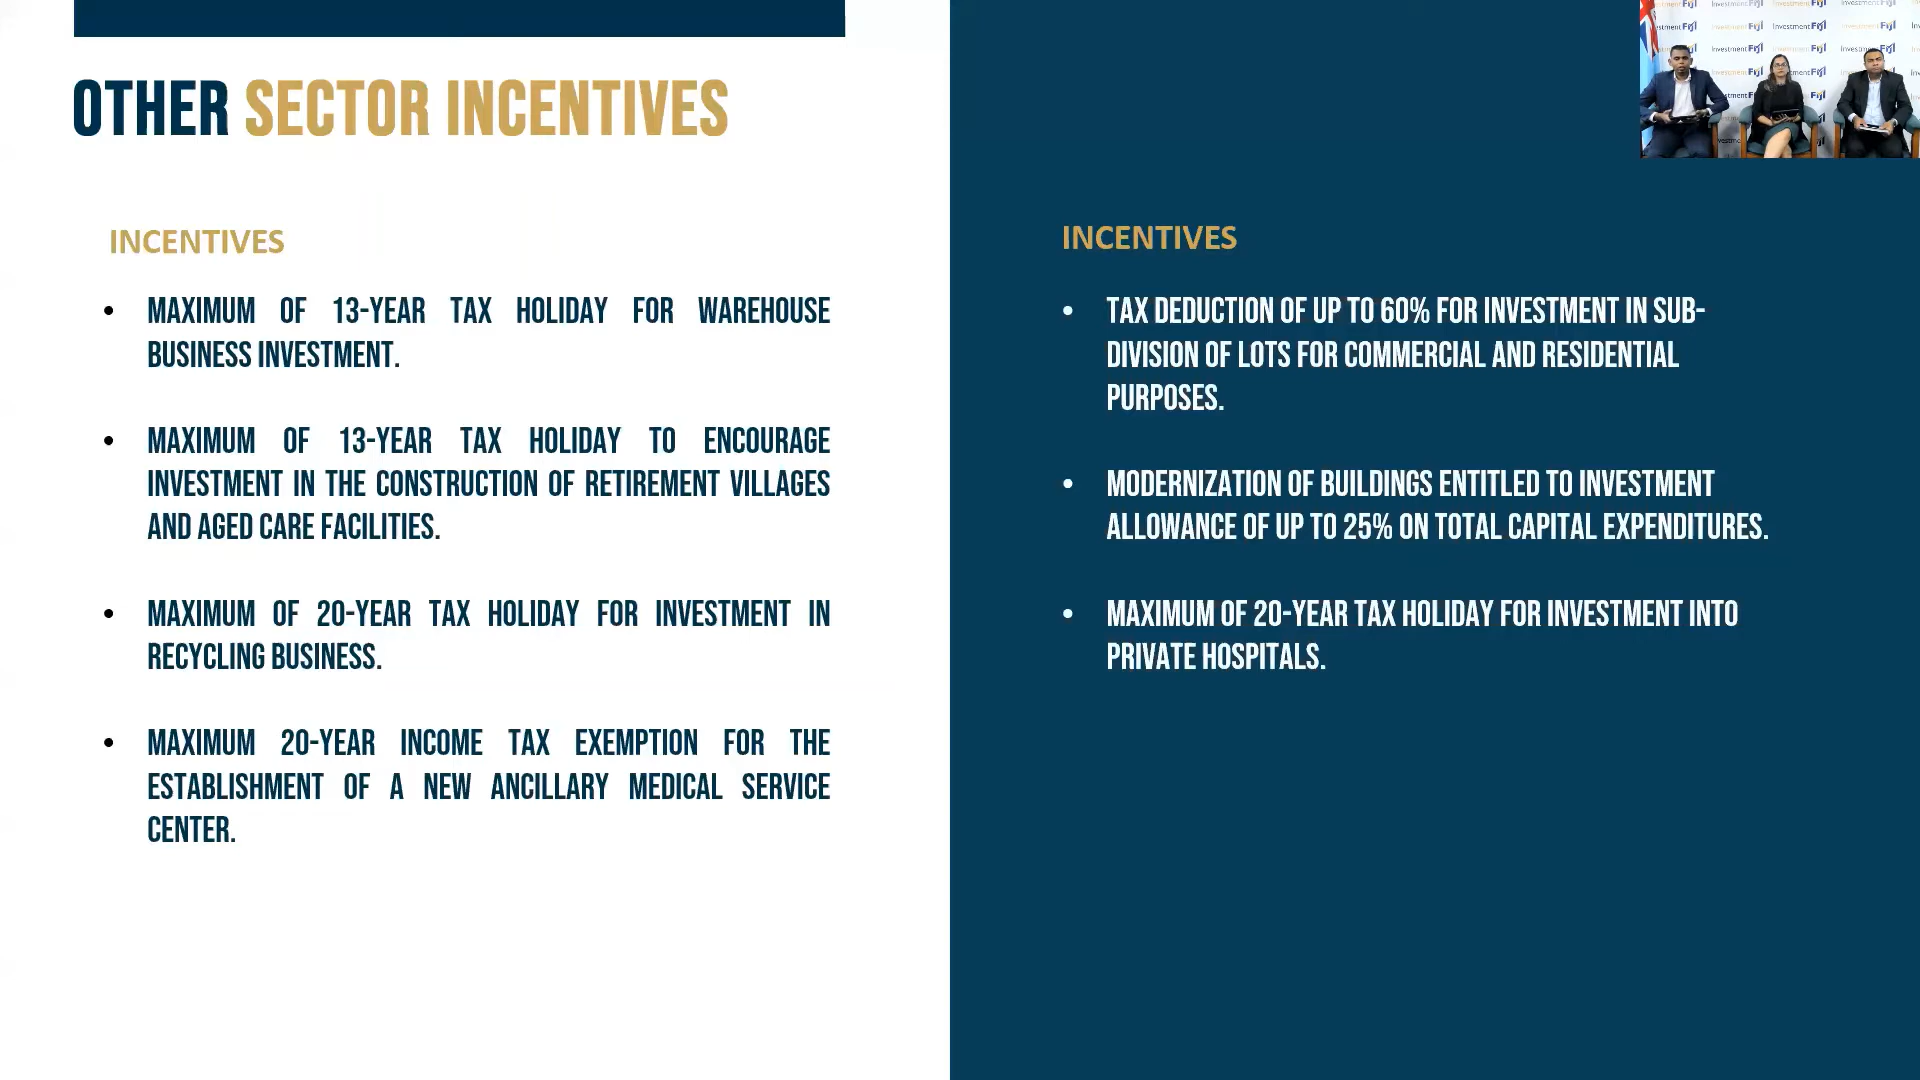 OTHER SECTOR INCENTIVES
INCENTIVES
• MAXIMUM OF 13-YEAR TAX HOLIDAY FOR WAREHOUSE
BUSINESS INVESTMENT.
• MAXIMUM OF 13-YEAR TAX HOLIDAY TO ENCOURAGE
INVESTMENT IN THE CONSTRUCTION OF RETIREMENT VILLAGES
AND AGED CARE FACILITIES.
• MAXIMUM OF 20-YEAR TAX HOLIDAY FOR INVESTMENT IN
RECYCLING BUSINESS.
• MAXIMUM 20-YEAR INCOME TAX EXEMPTION FOR THE
ESTABLISHMENT OF A NEW ANCILLARY MEDICAL SERVICE
CENTER.
INCENTIVES
• TAX DEDUCTION OF UP TO 60% FOR INVESTMENT IN SUB-
DIVISION OF LOTS FOR COMMERCIAL AND RESIDENTIAL
PURPOSES.
• MODERNIZATION OF BUILDINGS ENTITLED TO INVESTMENT
ALLOWANCE OF UP TO 25% ON TOTAL CAPITAL EXPENDITURES.
• MAXIMUM OF 20-YEAR TAX HOLIDAY FOR INVESTMENT INTO
PRIVATE HOSPITALS.
Investment Fiji